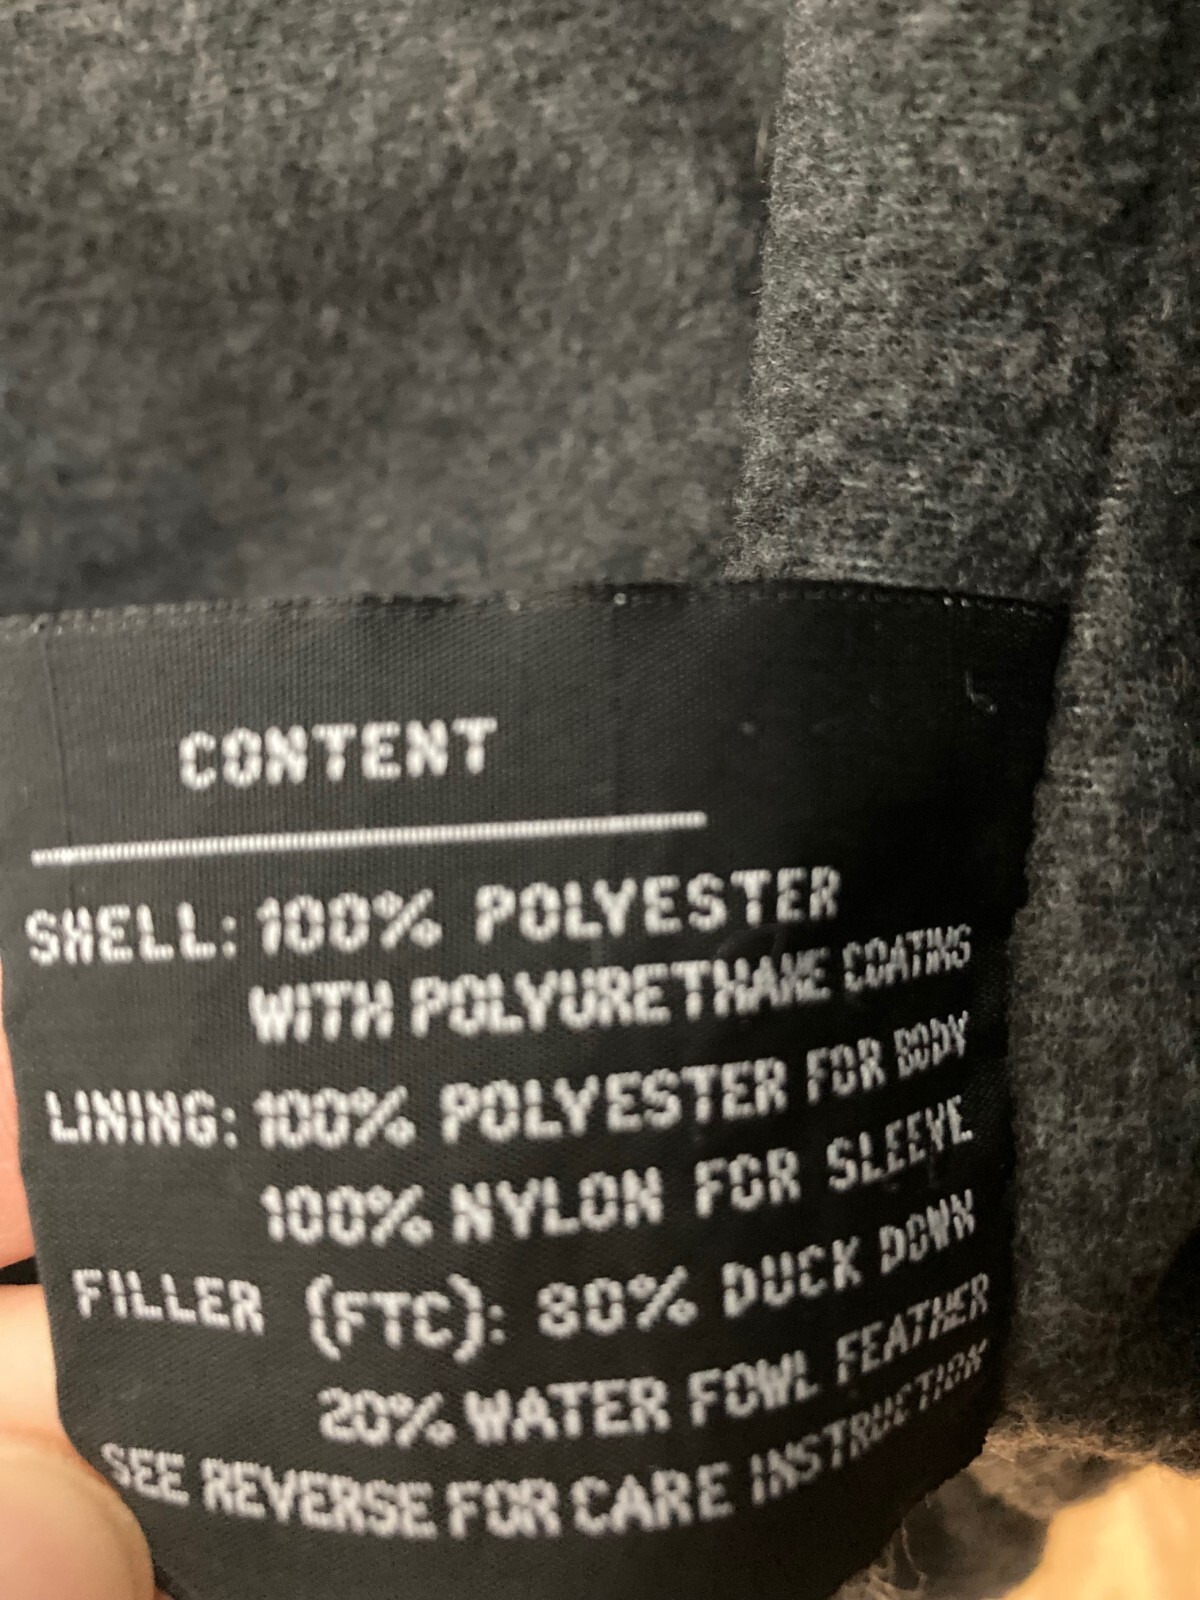 CONTENT
SHELL: 100% POLYESTER
WITH POLYURETHANE COATING
LINING: 100% POLYESTER FOR BODY
100% NYLON FOR SLEEVE
FILLER (FTC): 80% DUCK DOWN
20% WATER FOWL FEATHER
SEE REVERSE FOR CARE INSTRUCTION